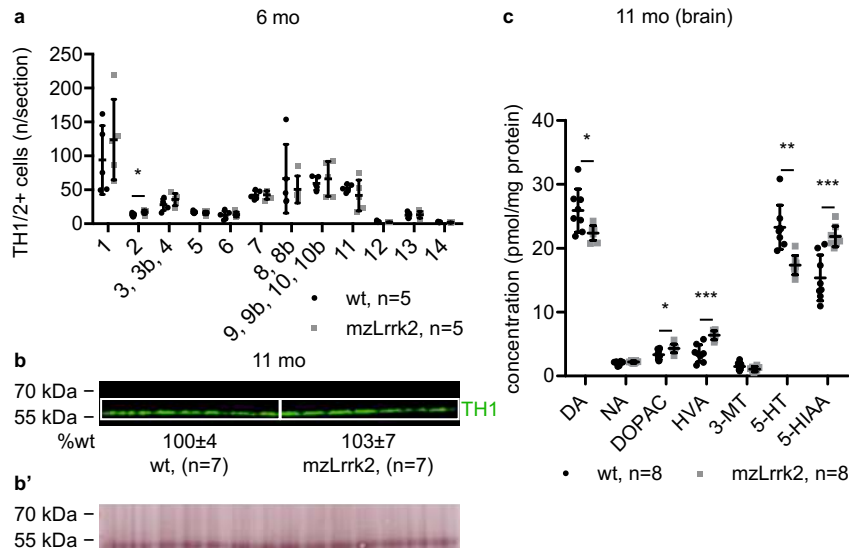 a
6 mo
TH1/2+ cells (n/section)
250
200
150
100
50
0
*
1
2
3, 3b, 4
5
6
7
8, 8b
9, 9b, 10, 10b
11
12
13
14
wt, n=5
mzLrrk2, n=5
b
11 mo
70 kDa
55 kDa
TH1
%wt
100±4
103±7
wt, (n=7)
mzLrrk2, (n=7)
b'
70 kDa
55 kDa
c
11 mo (brain)
concentration (pmol/mg protein)
40
30
20
10
0
*
*
***
**
***
DA
NA
DOPAC
HVA
3-MT
5-HT
5-HIAA
wt, n=8
mzLrrk2, n=8